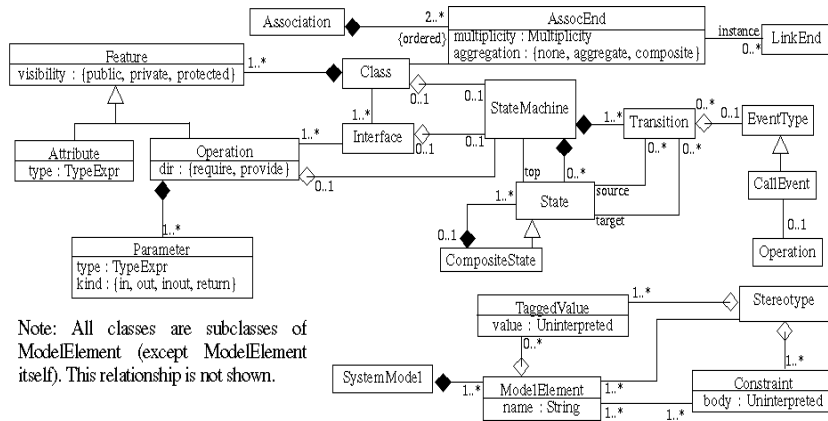 Association
2..*
{ordered}
AssocEnd
multiplicity : Multiplicity
aggregation : {none, aggregate, composite}
instance
0..*
LinkEnd
Feature
visibility : {public, private, protected}
1..*
Class
0..1
0..1
1..*
StateMachine
1..*
Transition
0..*
0..1
EventType
Interface
1..*
0..1
0..1
Attribute
type : TypeExpr
Operation
dir : {require, provide}
0..1
top
0..*
0..*
0..*
source
target
CallEvent
1..*
State
0..1
CompositeState
0..1
Operation
1..*
Parameter
type : TypeExpr
kind : {in, out, inout, return}
Note: All classes are subclasses of
ModelElement (except ModelElement
itself). This relationship is not shown.
TaggedValue
value : Uninterpreted
1..*
Stereotype
0..*
1..*
SystemModel
1..*
ModelElement
name : String
1..*
1..*
1..*
Constraint
body : Uninterpreted